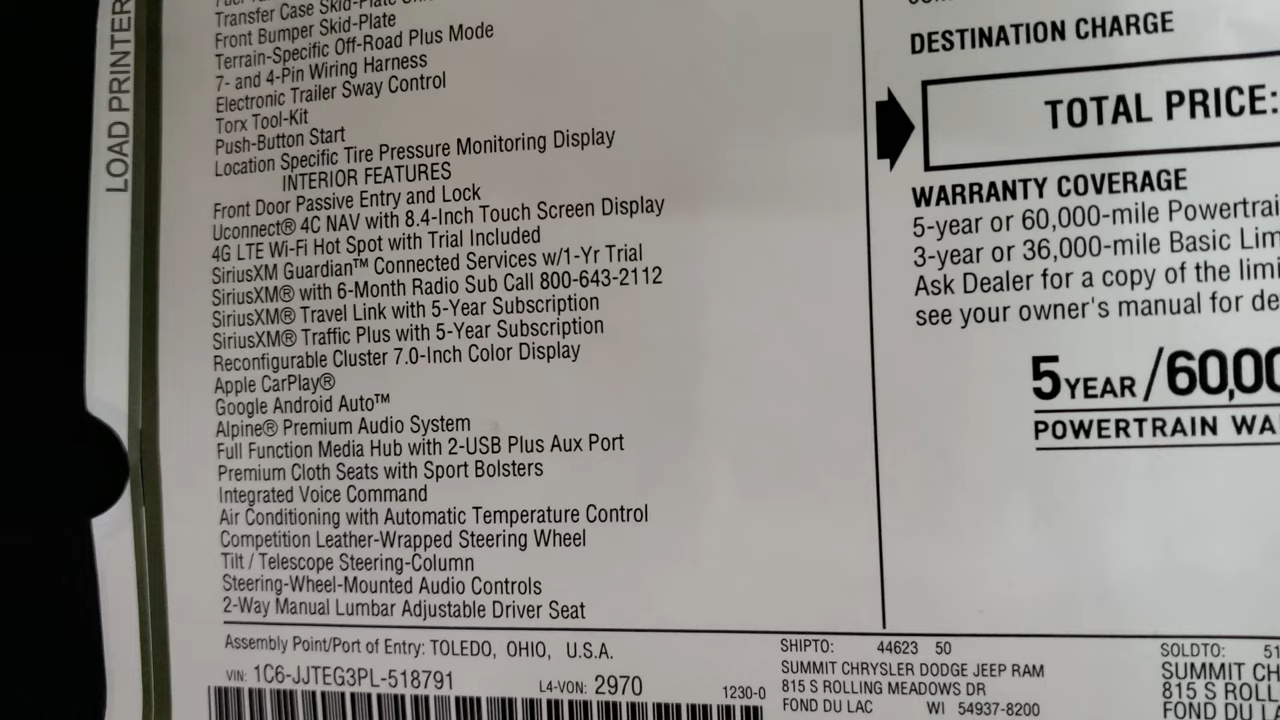 LOAD PRINTER
Transfer Case Skid-Plate
Front Bumper Skid-Plate
Terrain-Specific Off-Road Plus Mode
7- and 4-Pin Wiring Harness
Electronic Trailer Sway Control
Torx Tool-Kit
Push-Button Start
Location Specific Tire Pressure Monitoring Display
INTERIOR FEATURES
Front Door Passive Entry and Lock
Uconnect® 4C NAV with 8.4-Inch Touch Screen Display
4G LTE Wi-Fi Hot Spot with Trial Included
SiriusXM Guardian™ Connected Services w/1-Yr Trial
SiriusXM® with 6-Month Radio Sub Call 800-643-2112
SiriusXM® Travel Link with 5-Year Subscription
SiriusXM® Traffic Plus with 5-Year Subscription
Reconfigurable Cluster 7.0-Inch Color Display
Apple CarPlay®
Google Android Auto™
Alpine® Premium Audio System
Full Function Media Hub with 2-USB Plus Aux Port
Premium Cloth Seats with Sport Bolsters
Integrated Voice Command
Air Conditioning with Automatic Temperature Control
Competition Leather-Wrapped Steering Wheel
Tilt / Telescope Steering-Column
Steering-Wheel-Mounted Audio Controls
2-Way Manual Lumbar Adjustable Driver Seat
DESTINATION CHARGE
TOTAL PRICE:
WARRANTY COVERAGE
5-year or 60,000-mile Powertrai
3-year or 36,000-mile Basic Lim
Ask Dealer for a copy of the limi
see your owner's manual for de
5 YEAR / 60,00
POWERTRAIN WA
Assembly Point/Port of Entry: TOLEDO, OHIO, U.S.A.
VIN: 1C6-JJTEG3PL-518791
L4-VON: 2970
1230-0
SHIPTO: 44623 50
SUMMIT CHRYSLER DODGE JEEP RAM
815 S ROLLING MEADOWS DR
FOND DU LAC WI 54937-8200
SOLDTO: 51
SUMMIT CH
815 S ROLL
FOND DU LA